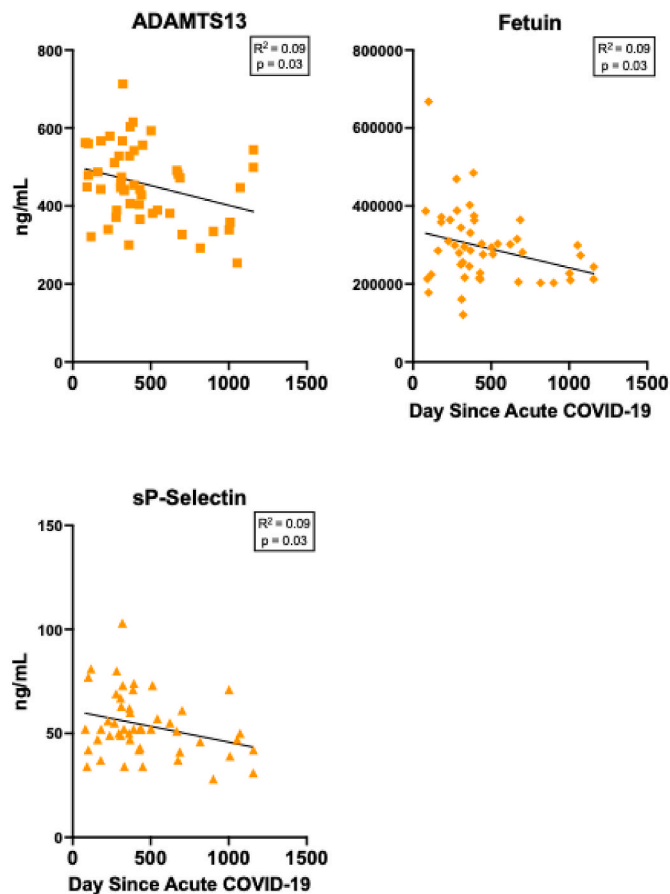 ADAMTS13
R² = 0.09
p = 0.03
ng/mL
800
600
400
200
0
0 500 1000 1500
Fetuin
R² = 0.09
p = 0.03
800000
600000
400000
200000
0
0 500 1000 1500
Day Since Acute COVID-19
sP-Selectin
R² = 0.09
p = 0.03
ng/mL
150
100
50
0
0 500 1000 1500
Day Since Acute COVID-19